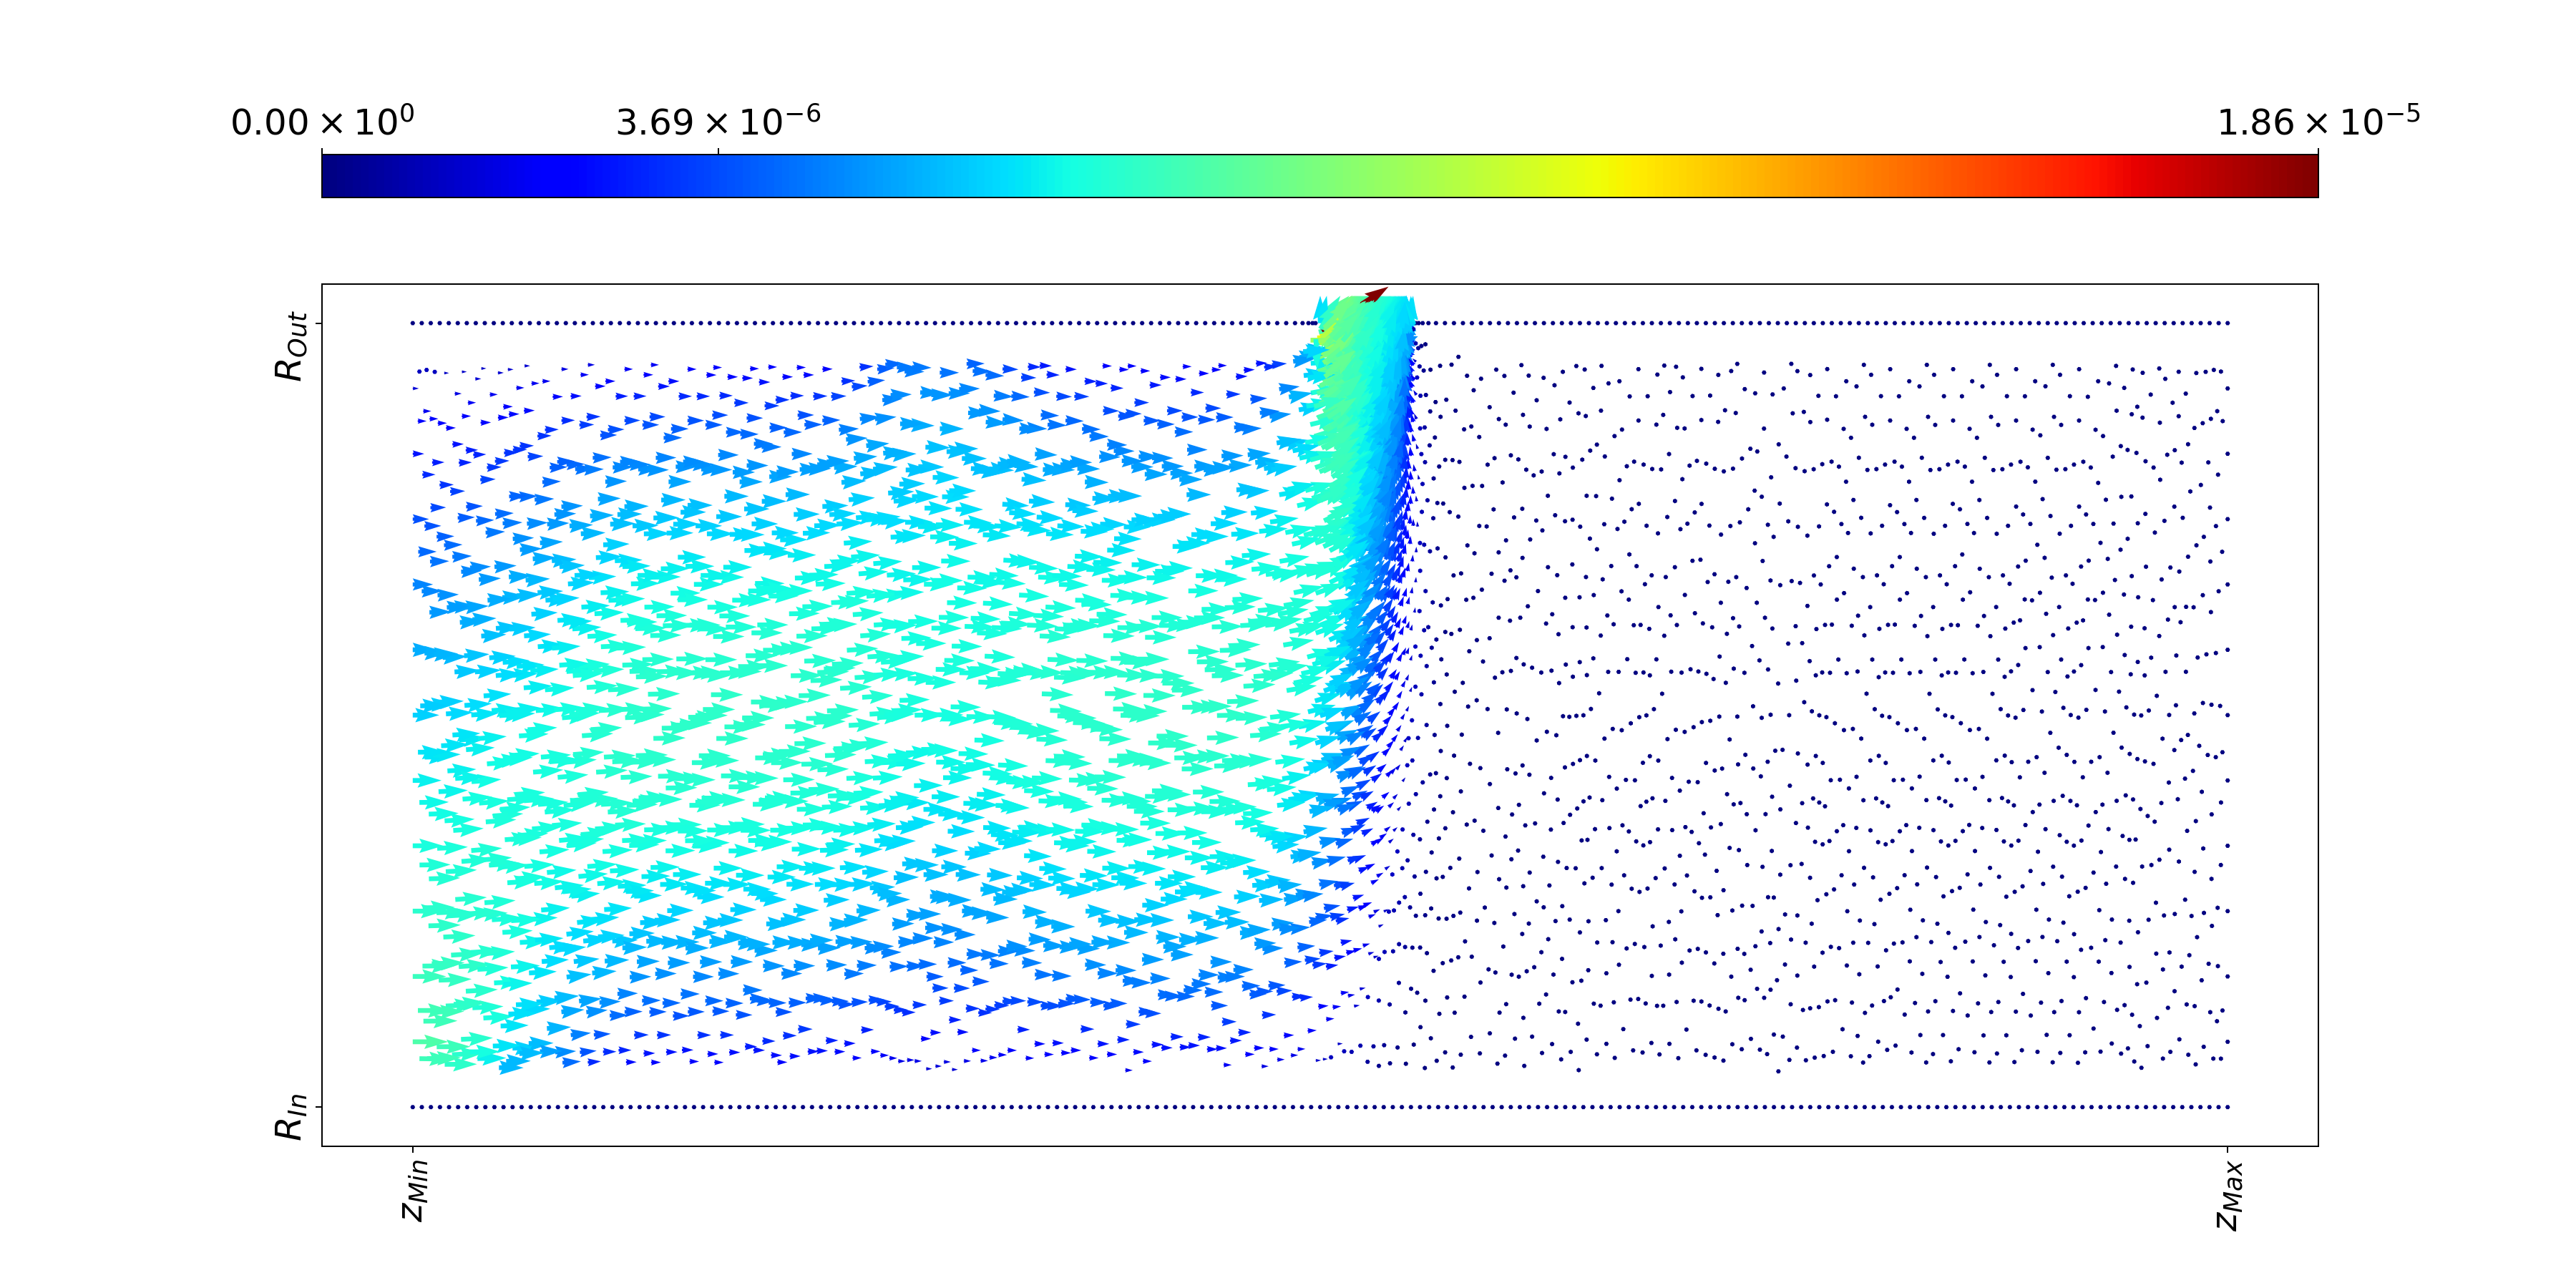 0.00 × 10⁰ 3.69 × 10⁻⁶ 1.86 × 10⁻⁵
R_Out
R_In
z_Min z_Max